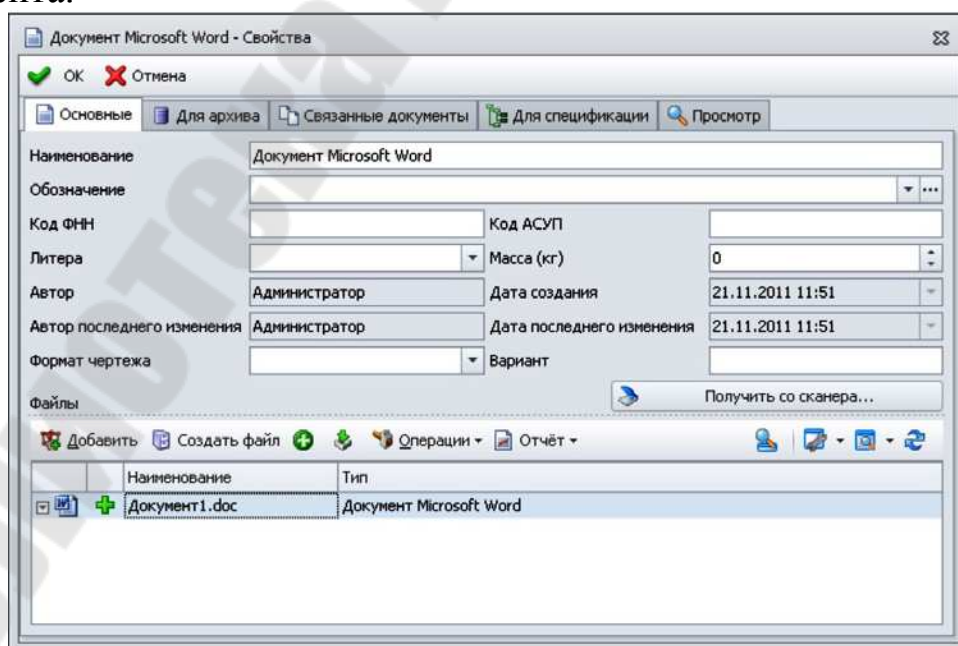 Документ Microsoft Word - Свойства
ОК Отмена
Основные Для архива Связанные документы Для спецификации Просмотр
Наименование Документ Microsoft Word
Обозначение
Код ФНН Код АСУП
Литера Масса (кг) 0
Автор Администратор Дата создания 21.11.2011 11:51
Автор последнего изменения Администратор Дата последнего изменения 21.11.2011 11:51
Формат чертежа Вариант
Файлы Получить со сканера...
Добавить Создать файл Операции Отчёт
Наименование Тип
Документ1.doc Документ Microsoft Word